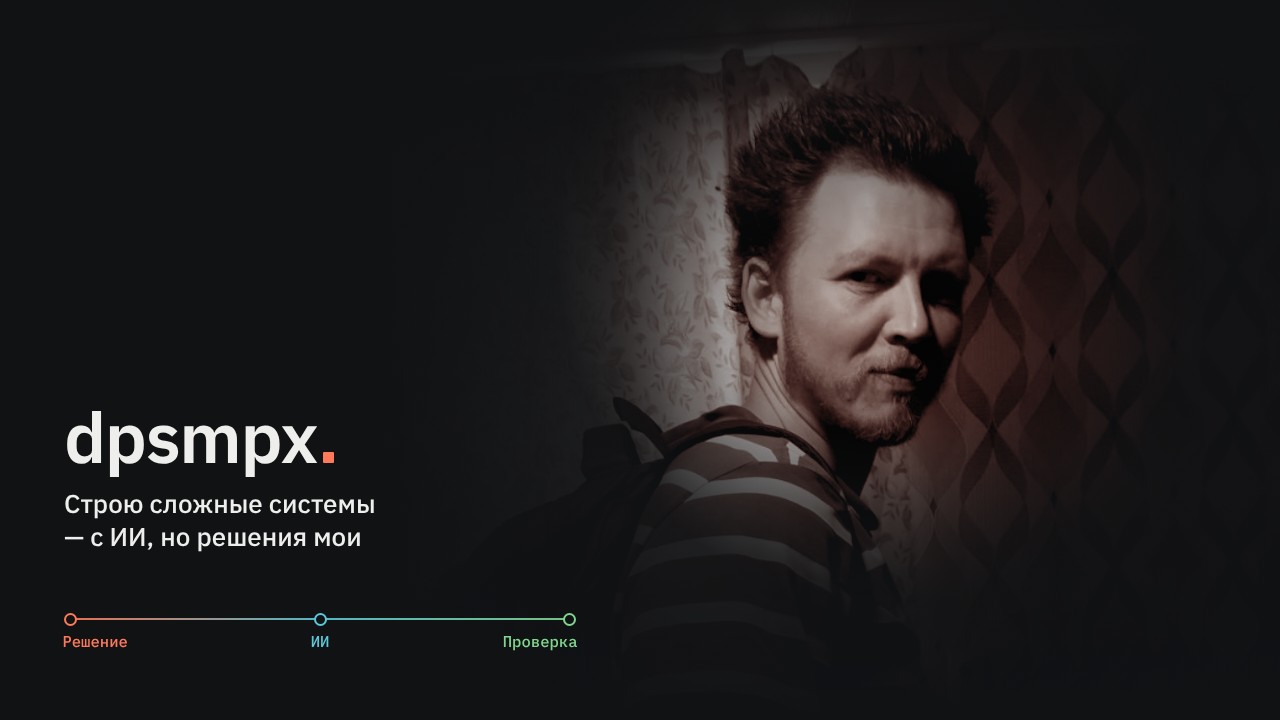 dpsmpx.
Строю сложные системы
— с ИИ, но решения мои
Решение ИИ Проверка